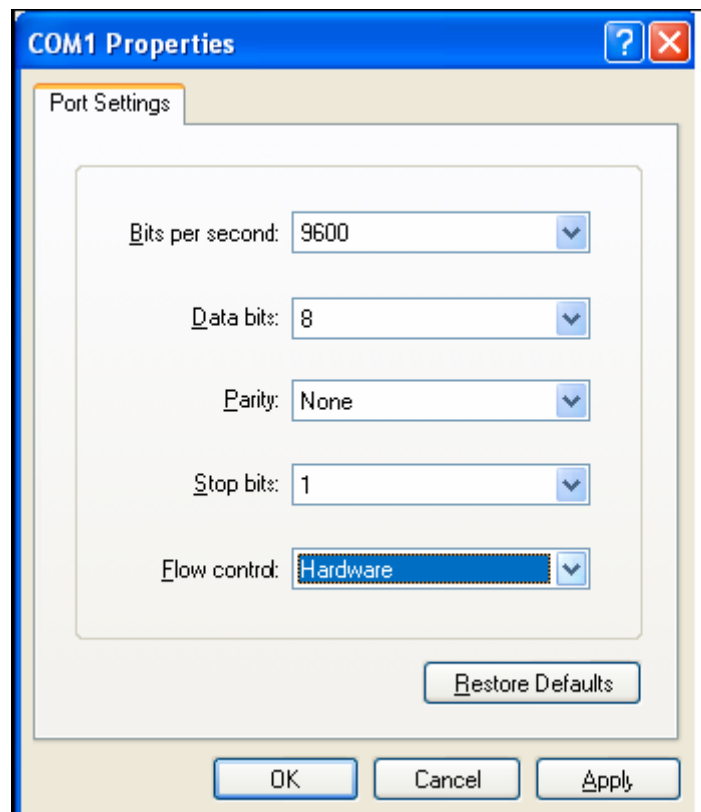 COM1 Properties
Port Settings
Bits per second: 9600
Data bits: 8
Parity: None
Stop bits: 1
Flow control: Hardware
Restore Defaults
OK Cancel Apply